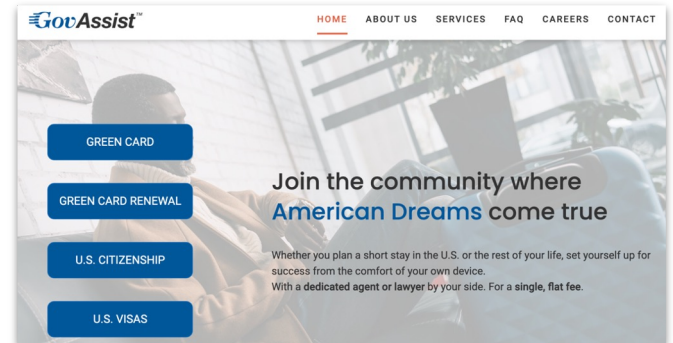 GovAssist™
HOME ABOUT US SERVICES FAQ CAREERS CONTACT
GREEN CARD
GREEN CARD RENEWAL
U.S. CITIZENSHIP
U.S. VISAS
Join the community where
American Dreams come true
Whether you plan a short stay in the U.S. or the rest of your life, set yourself up for
success from the comfort of your own device.
With a dedicated agent or lawyer by your side. For a single, flat fee.